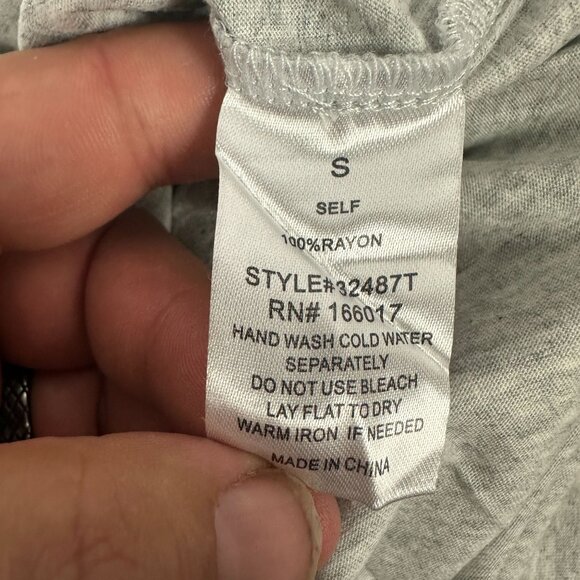 S
SELF
100%RAYON
STYLE#32487T
RN# 166017
HAND WASH COLD WATER
SEPARATELY
DO NOT USE BLEACH
LAY FLAT TO DRY
WARM IRON IF NEEDED
MADE IN CHINA